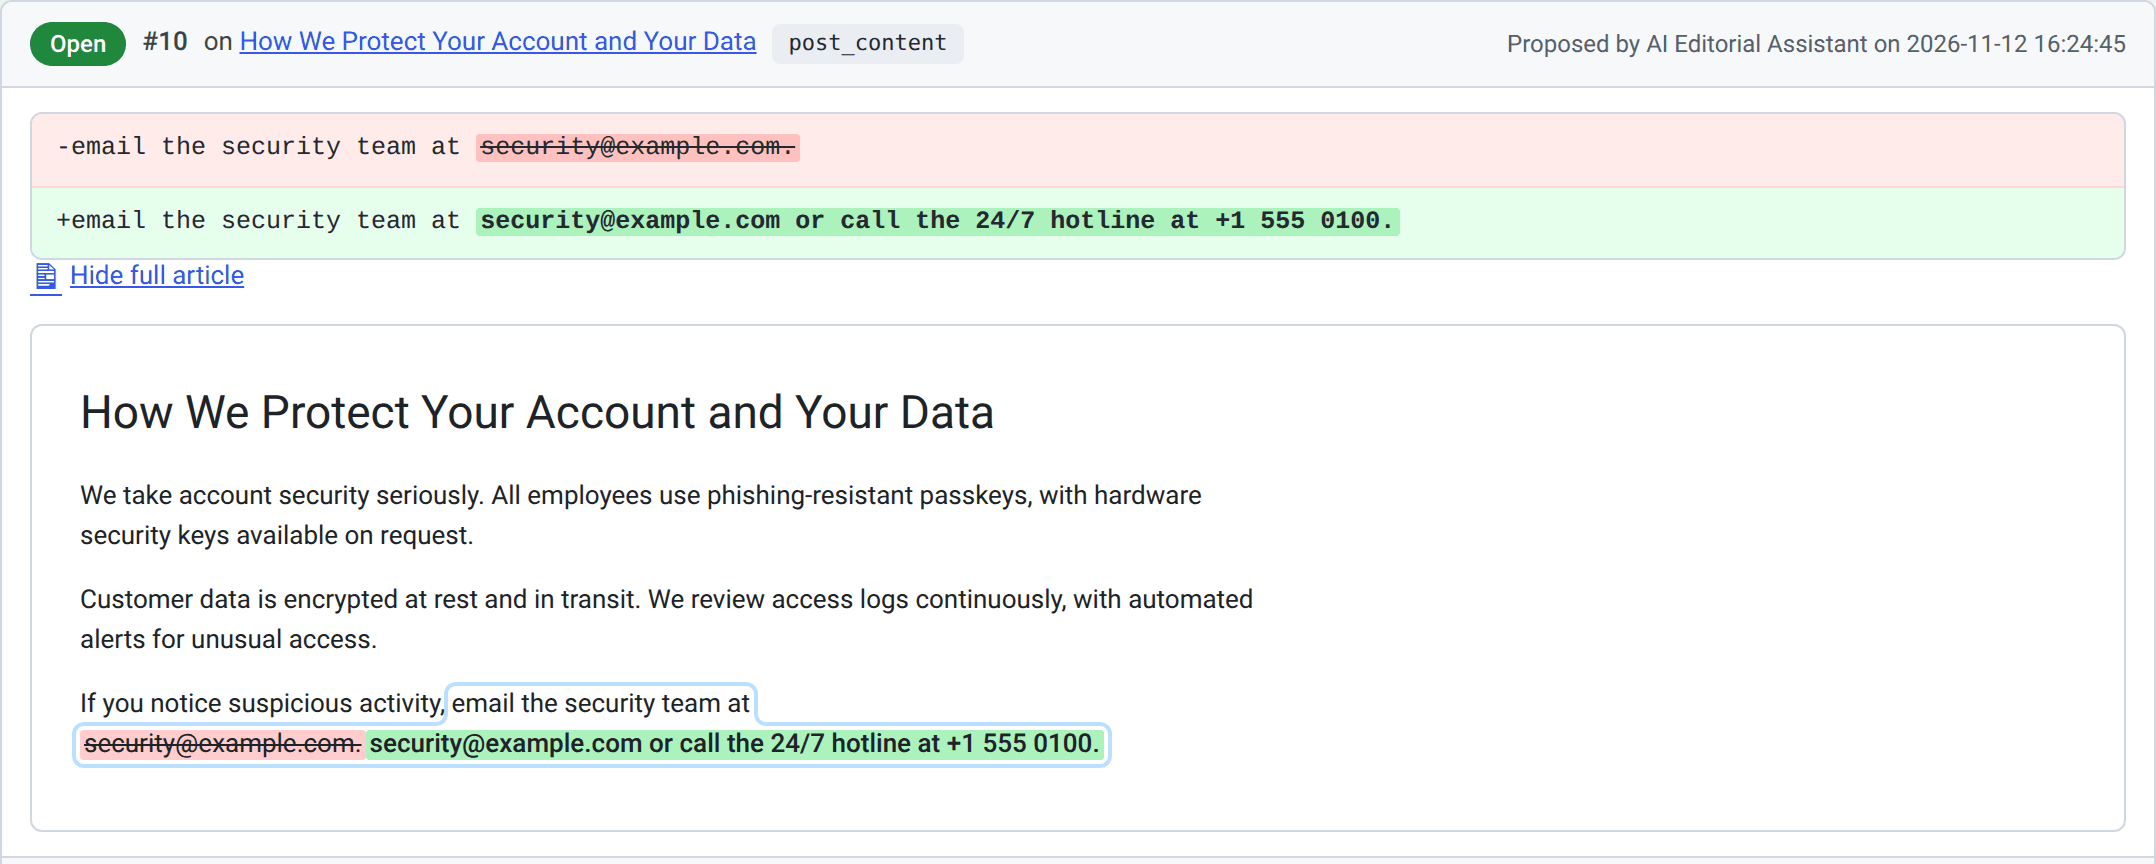 Open #10 on How We Protect Your Account and Your Data post_content Proposed by AI Editorial Assistant on 2026-11-12 16:24:45
-email the security team at security@example.com.
+email the security team at security@example.com or call the 24/7 hotline at +1 555 0100.
Hide full article
How We Protect Your Account and Your Data
We take account security seriously. All employees use phishing-resistant passkeys, with hardware
security keys available on request.
Customer data is encrypted at rest and in transit. We review access logs continuously, with automated
alerts for unusual access.
If you notice suspicious activity, email the security team at
security@example.com. security@example.com or call the 24/7 hotline at +1 555 0100.